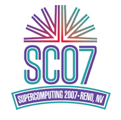 SC07
SUPERCOMPUTING 2007-RENO, NV